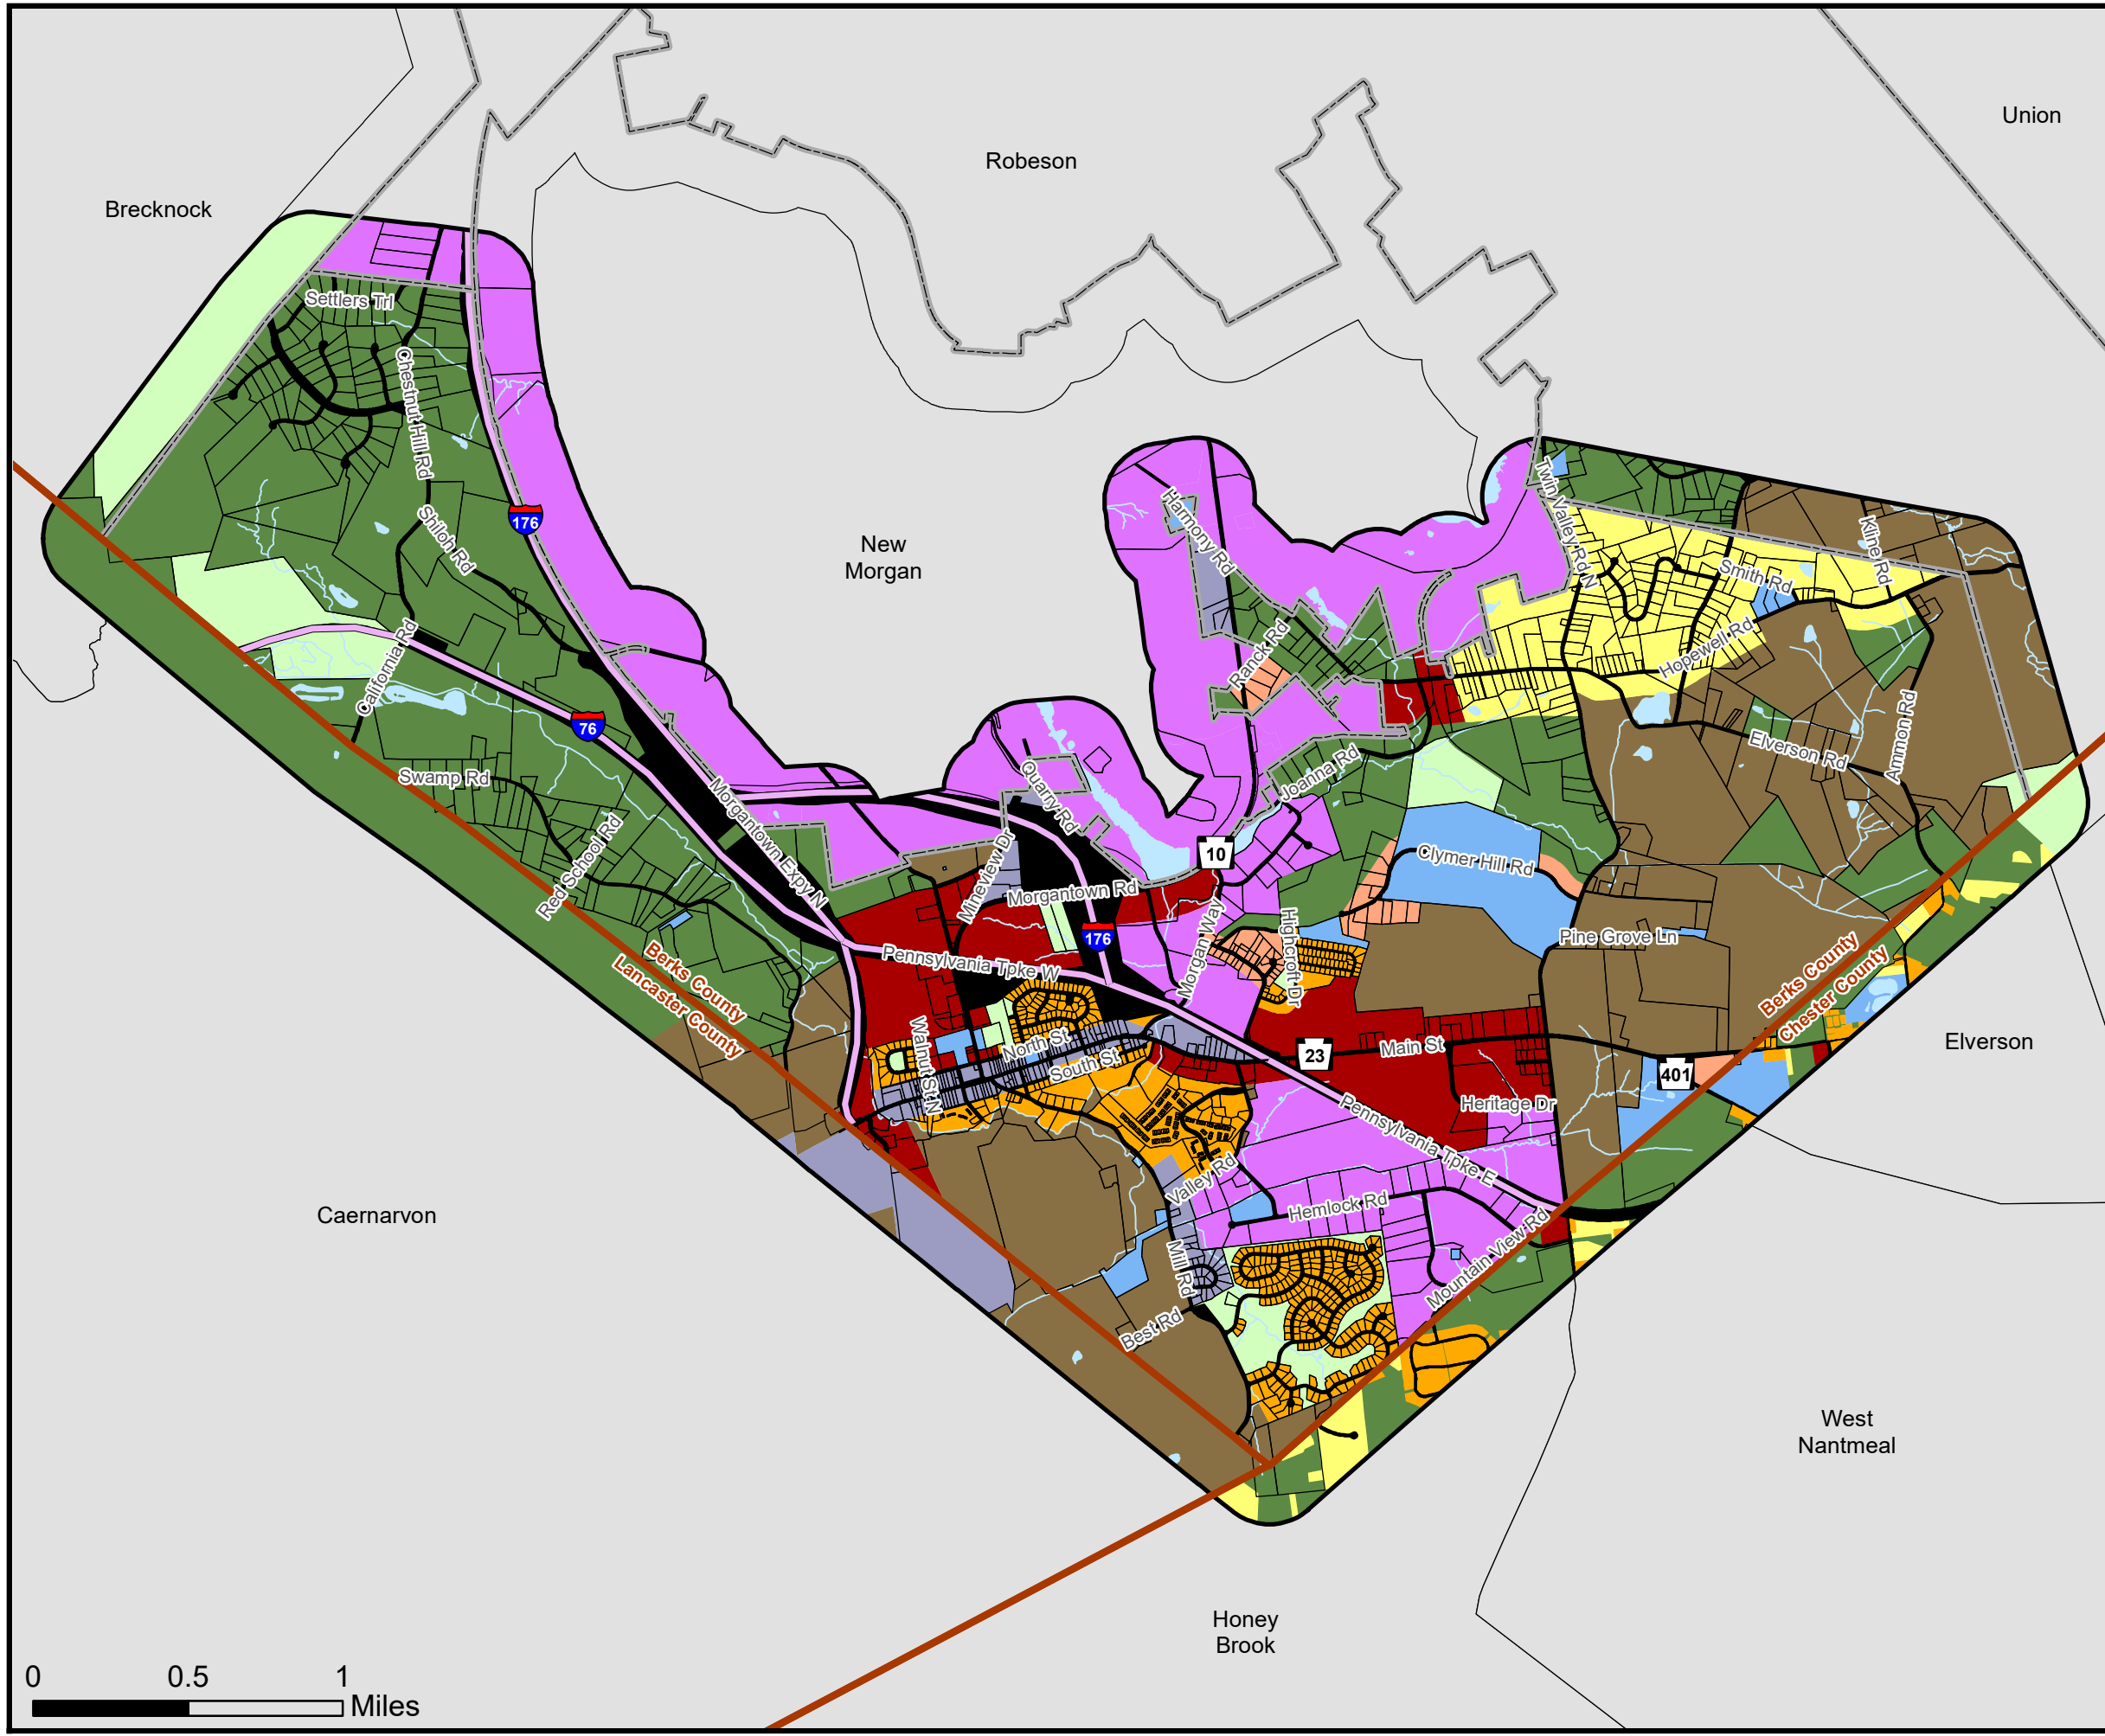 Union
Robeson
Brecknock
Settlers Trl
Chestnut Hill Rd
Shiloh Rd
176
New
Morgan
Harmony Rd
Twin Valley Rd N
Kline Rd
Smith Rd
Hopewell Rd
Ranck Rd
California Rd
76
Swamp Rd
Red School Rd
Morgantown Expy N
Quarry Rd
Joanna Rd
Elverson Rd
Ammon Rd
10
Clymer Hill Rd
Mineview Dr
Morgantown Rd
Morgan Way
Highcroft Dr
Pine Grove Ln
176
Pennsylvania Tpke W
Berks County
Lancaster County
Berks County
Chester County
Walnut St N
North St
South St
23
Main St
401
Elverson
Heritage Dr
Pennsylvania Tpke E
Valley Rd
Hemlock Rd
Mountain View Rd
Mill Rd
Best Rd
Caernarvon
West
Nantmeal
Honey
Brook
0 0.5 1
Miles